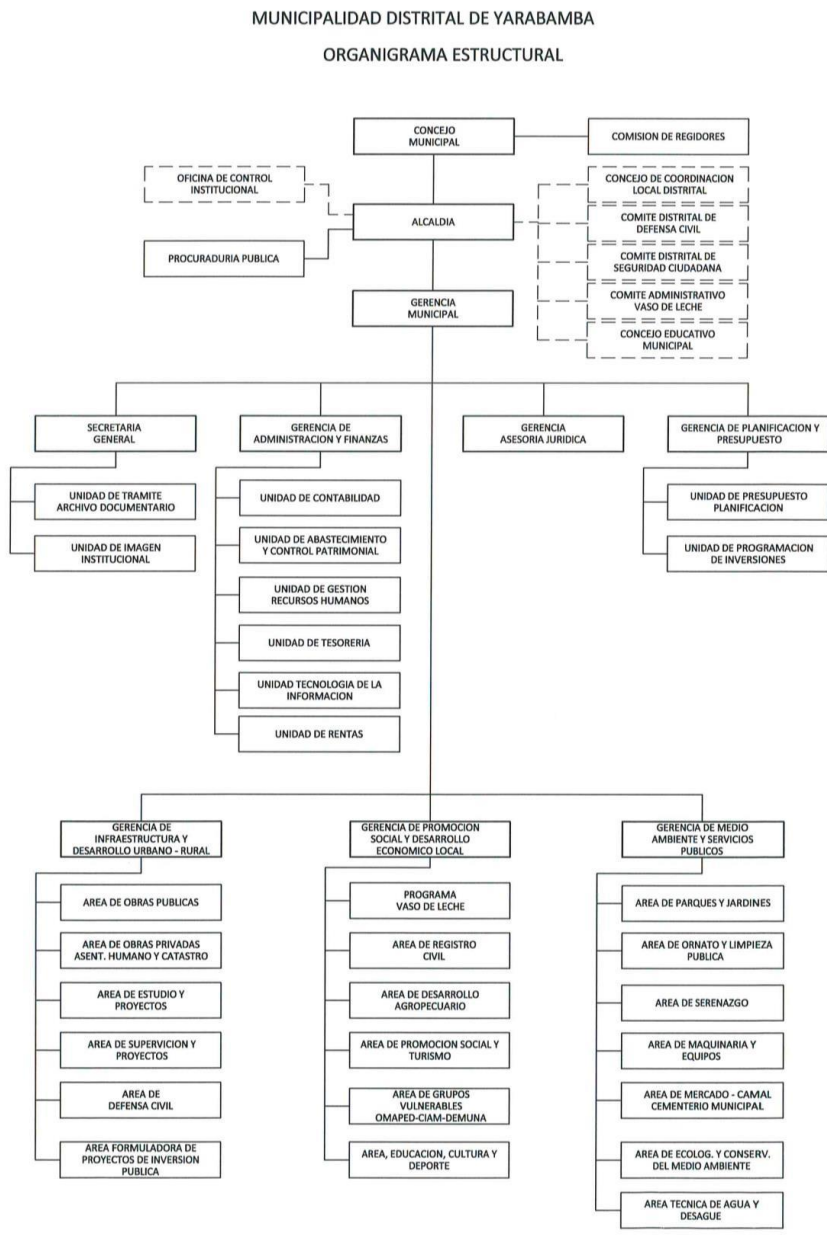 MUNICIPALIDAD DISTRITAL DE YARABAMBA
ORGANIGRAMA ESTRUCTURAL
CONCEJO
MUNICIPAL
COMISION DE REGIDORES
OFICINA DE CONTROL
INSTITUCIONAL
CONCEJO DE COORDINACION
LOCAL DISTRITAL
ALCALDIA
COMITE DISTRITAL DE
DEFENSA CIVIL
PROCURADURIA PUBLICA
COMITE DISTRITAL DE
SEGURIDAD CIUDADANA
GERENCIA
MUNICIPAL
COMITE ADMINISTRATIVO
VASO DE LECHE
CONCEJO EDUCATIVO
MUNICIPAL
SECRETARIA
GENERAL
GERENCIA DE
ADMINISTRACION Y FINANZAS
GERENCIA
ASESORIA JURIDICA
GERENCIA DE PLANIFICACION Y
PRESUPUESTO
UNIDAD DE TRAMITE
ARCHIVO DOCUMENTARIO
UNIDAD DE IMAGEN
INSTITUCIONAL
UNIDAD DE CONTABILIDAD
UNIDAD DE ABASTECIMIENTO
Y CONTROL PATRIMONIAL
UNIDAD DE GESTION
RECURSOS HUMANOS
UNIDAD DE TESORERIA
UNIDAD TECNOLOGIA DE LA
INFORMACION
UNIDAD DE RENTAS
UNIDAD DE PRESUPUESTO
PLANIFICACION
UNIDAD DE PROGRAMACION
DE INVERSIONES
GERENCIA DE
INFRAESTRUCTURA Y
DESARROLLO URBANO - RURAL
AREA DE OBRAS PUBLICAS
AREA DE OBRAS PRIVADAS
ASENT. HUMANO Y CATASTRO
AREA DE ESTUDIO Y
PROYECTOS
AREA DE SUPERVICION Y
PROYECTOS
AREA DE
DEFENSA CIVIL
AREA FORMULADORA DE
PROYECTOS DE INVERSION
PUBLICA
GERENCIA DE PROMOCION
SOCIAL Y DESARROLLO
ECONOMICO LOCAL
PROGRAMA
VASO DE LECHE
AREA DE REGISTRO
CIVIL
AREA DE DESARROLLO
AGROPECUARIO
AREA DE PROMOCION SOCIAL Y
TURISMO
AREA DE GRUPOS
VULNERABLES
OMAPED-CIAM-DEMUNA
AREA, EDUCACION, CULTURA Y
DEPORTE
GERENCIA DE MEDIO
AMBIENTE Y SERVICIOS
PUBLICOS
AREA DE PARQUES Y JARDINES
AREA DE ORNATO Y LIMPIEZA
PUBLICA
AREA DE SERENAZGO
AREA DE MAQUINARIA Y
EQUIPOS
AREA DE MERCADO - CAMAL
CEMENTERIO MUNICIPAL
AREA DE ECOLOG. Y CONSERV.
DEL MEDIO AMBIENTE
AREA TECNICA DE AGUA Y
DESAGUE